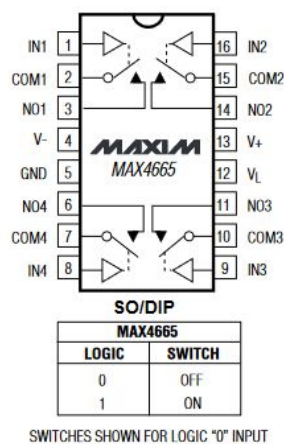 IN1 1 16 IN2
COM1 2 15 COM2
NO1 3 14 NO2
V- 4 13 V+
GND 5 12 VL
NO4 6 11 NO3
COM4 7 10 COM3
IN4 8 9 IN3
MAXIM
MAX4665
SO/DIP
MAX4665
LOGIC SWITCH
0 OFF
1 ON
SWITCHES SHOWN FOR LOGIC "0" INPUT